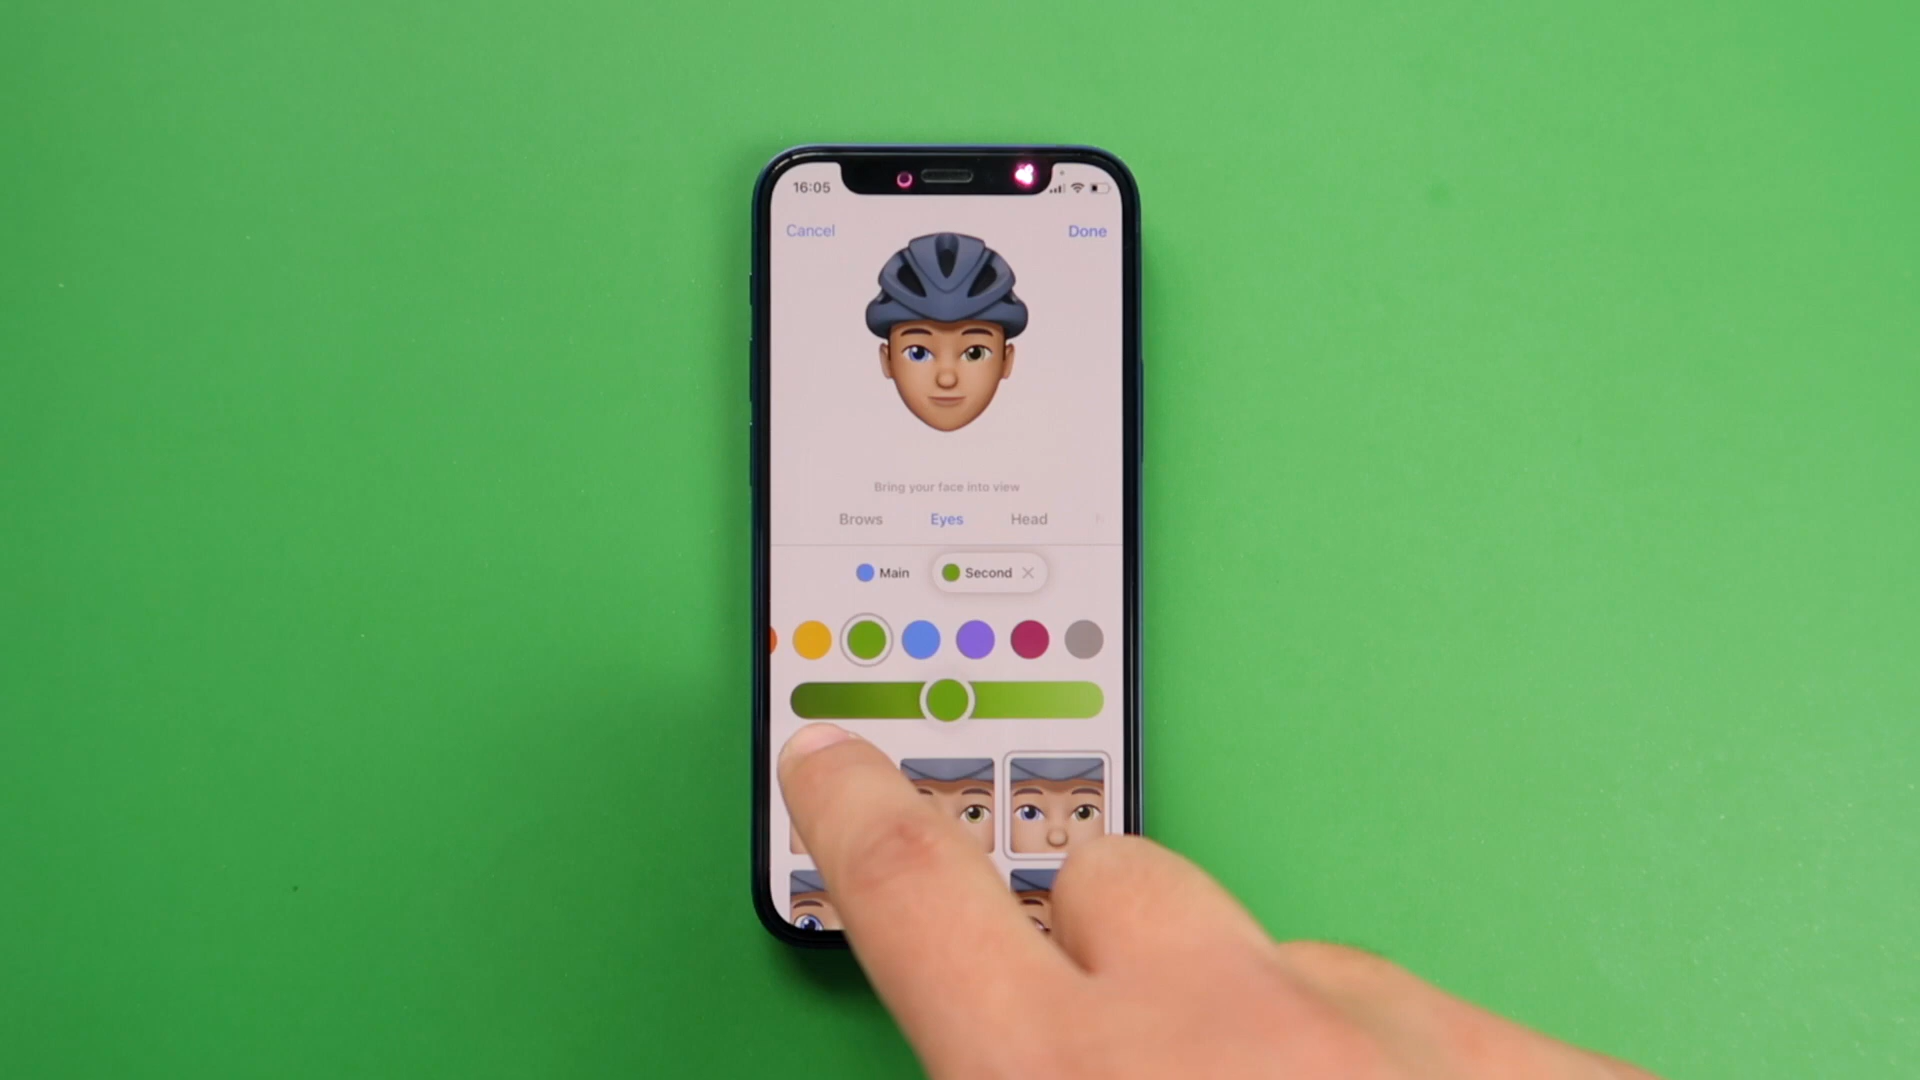 16:05
Cancel Done
Bring your face into view
Brows Eyes Head
Main Second